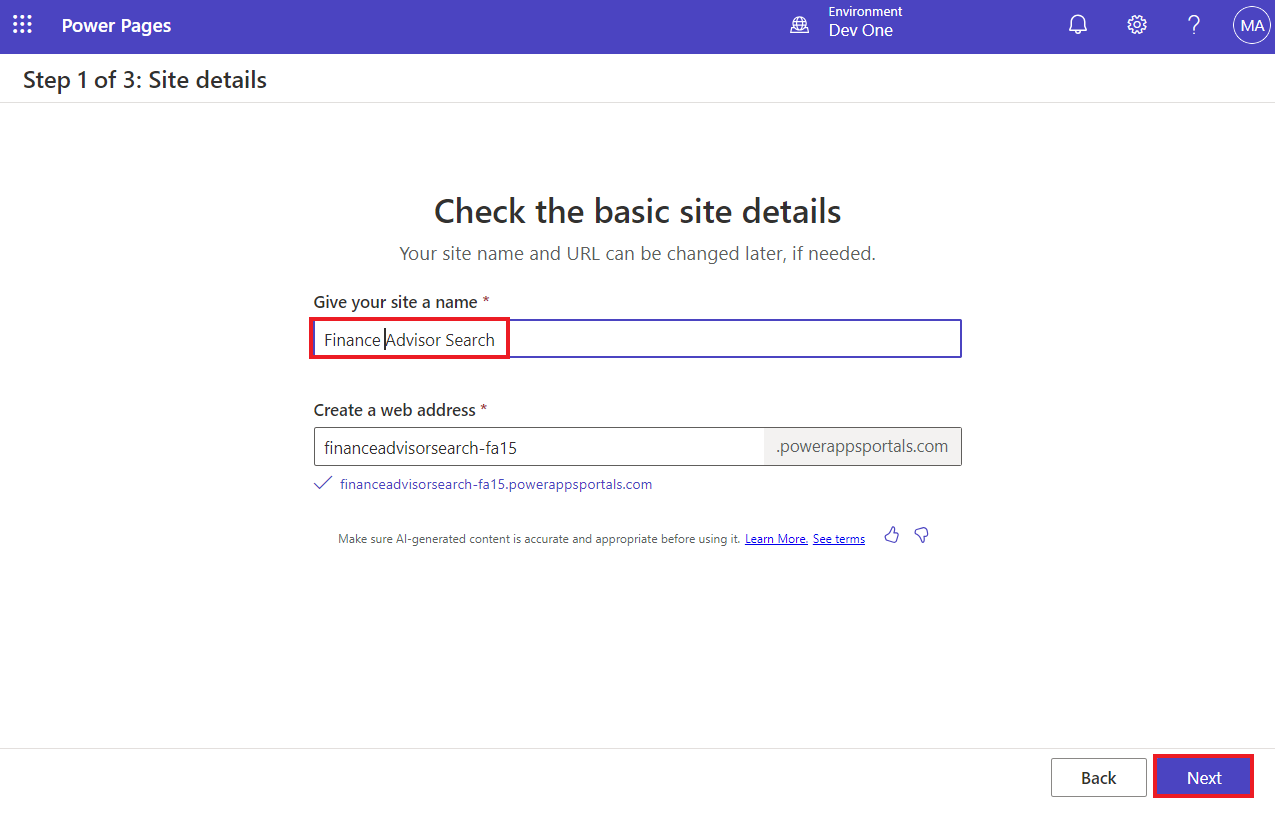 Power Pages
Environment
Dev One
?
MA
Step 1 of 3: Site details
Check the basic site details
Your site name and URL can be changed later, if needed.
Give your site a name *
Finance Advisor Search
Create a web address *
financeadvisorsearch-fa15 .powerappsportals.com
financeadvisorsearch-fa15.powerappsportals.com
Make sure AI-generated content is accurate and appropriate before using it. Learn More. See terms
Back Next